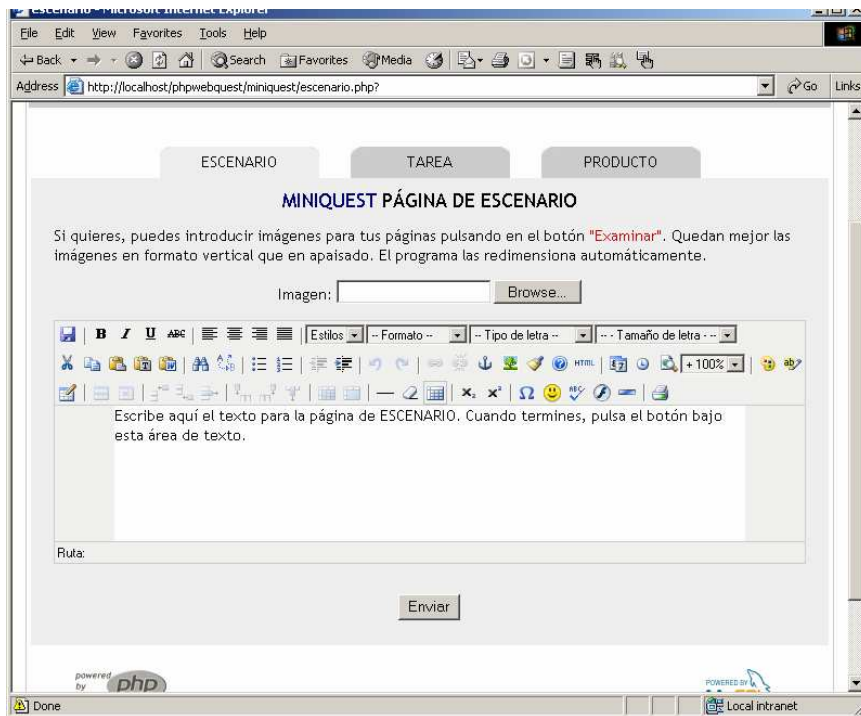 escenario - Microsoft Internet Explorer
File Edit View Favorites Tools Help
Back Search Favorites Media
Address http://localhost/phpwebquest/miniquest/escenario.php? Go Links
ESCENARIO TAREA PRODUCTO
MINIQUEST PÁGINA DE ESCENARIO
Si quieres, puedes introducir imágenes para tus páginas pulsando en el botón "Examinar". Quedan mejor las
imágenes en formato vertical que en apaisado. El programa las redimensiona automáticamente.
Imagen: Browse...
B I U ABC Estilos -- Formato -- -- Tipo de letra -- -- - Tamaño de letra - --
HTML + 100%
x₂ x² Ω ABC
Escribe aquí el texto para la página de ESCENARIO. Cuando termines, pulsa el botón bajo
esta área de texto.
Ruta:
Enviar
powered by php POWERED BY
Done Local intranet